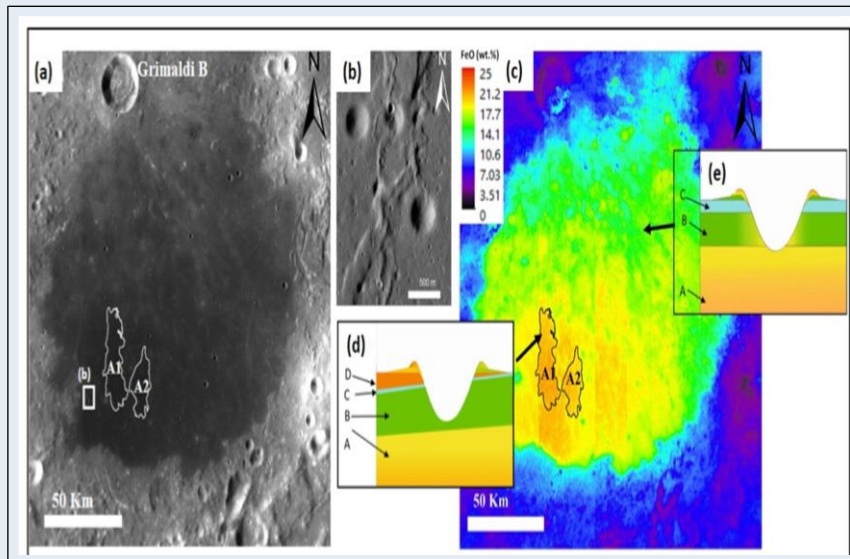 (a)
Grimaldi B
N
(b)
A1
A2
50 Km
(b)
N
500 m
FeO (wt.%)
25
21.2
17.7
14.1
10.6
7.03
3.51
0
(c)
N
A1
A2
50 Km
(d)
D
C
B
A
(e)
C
B
A